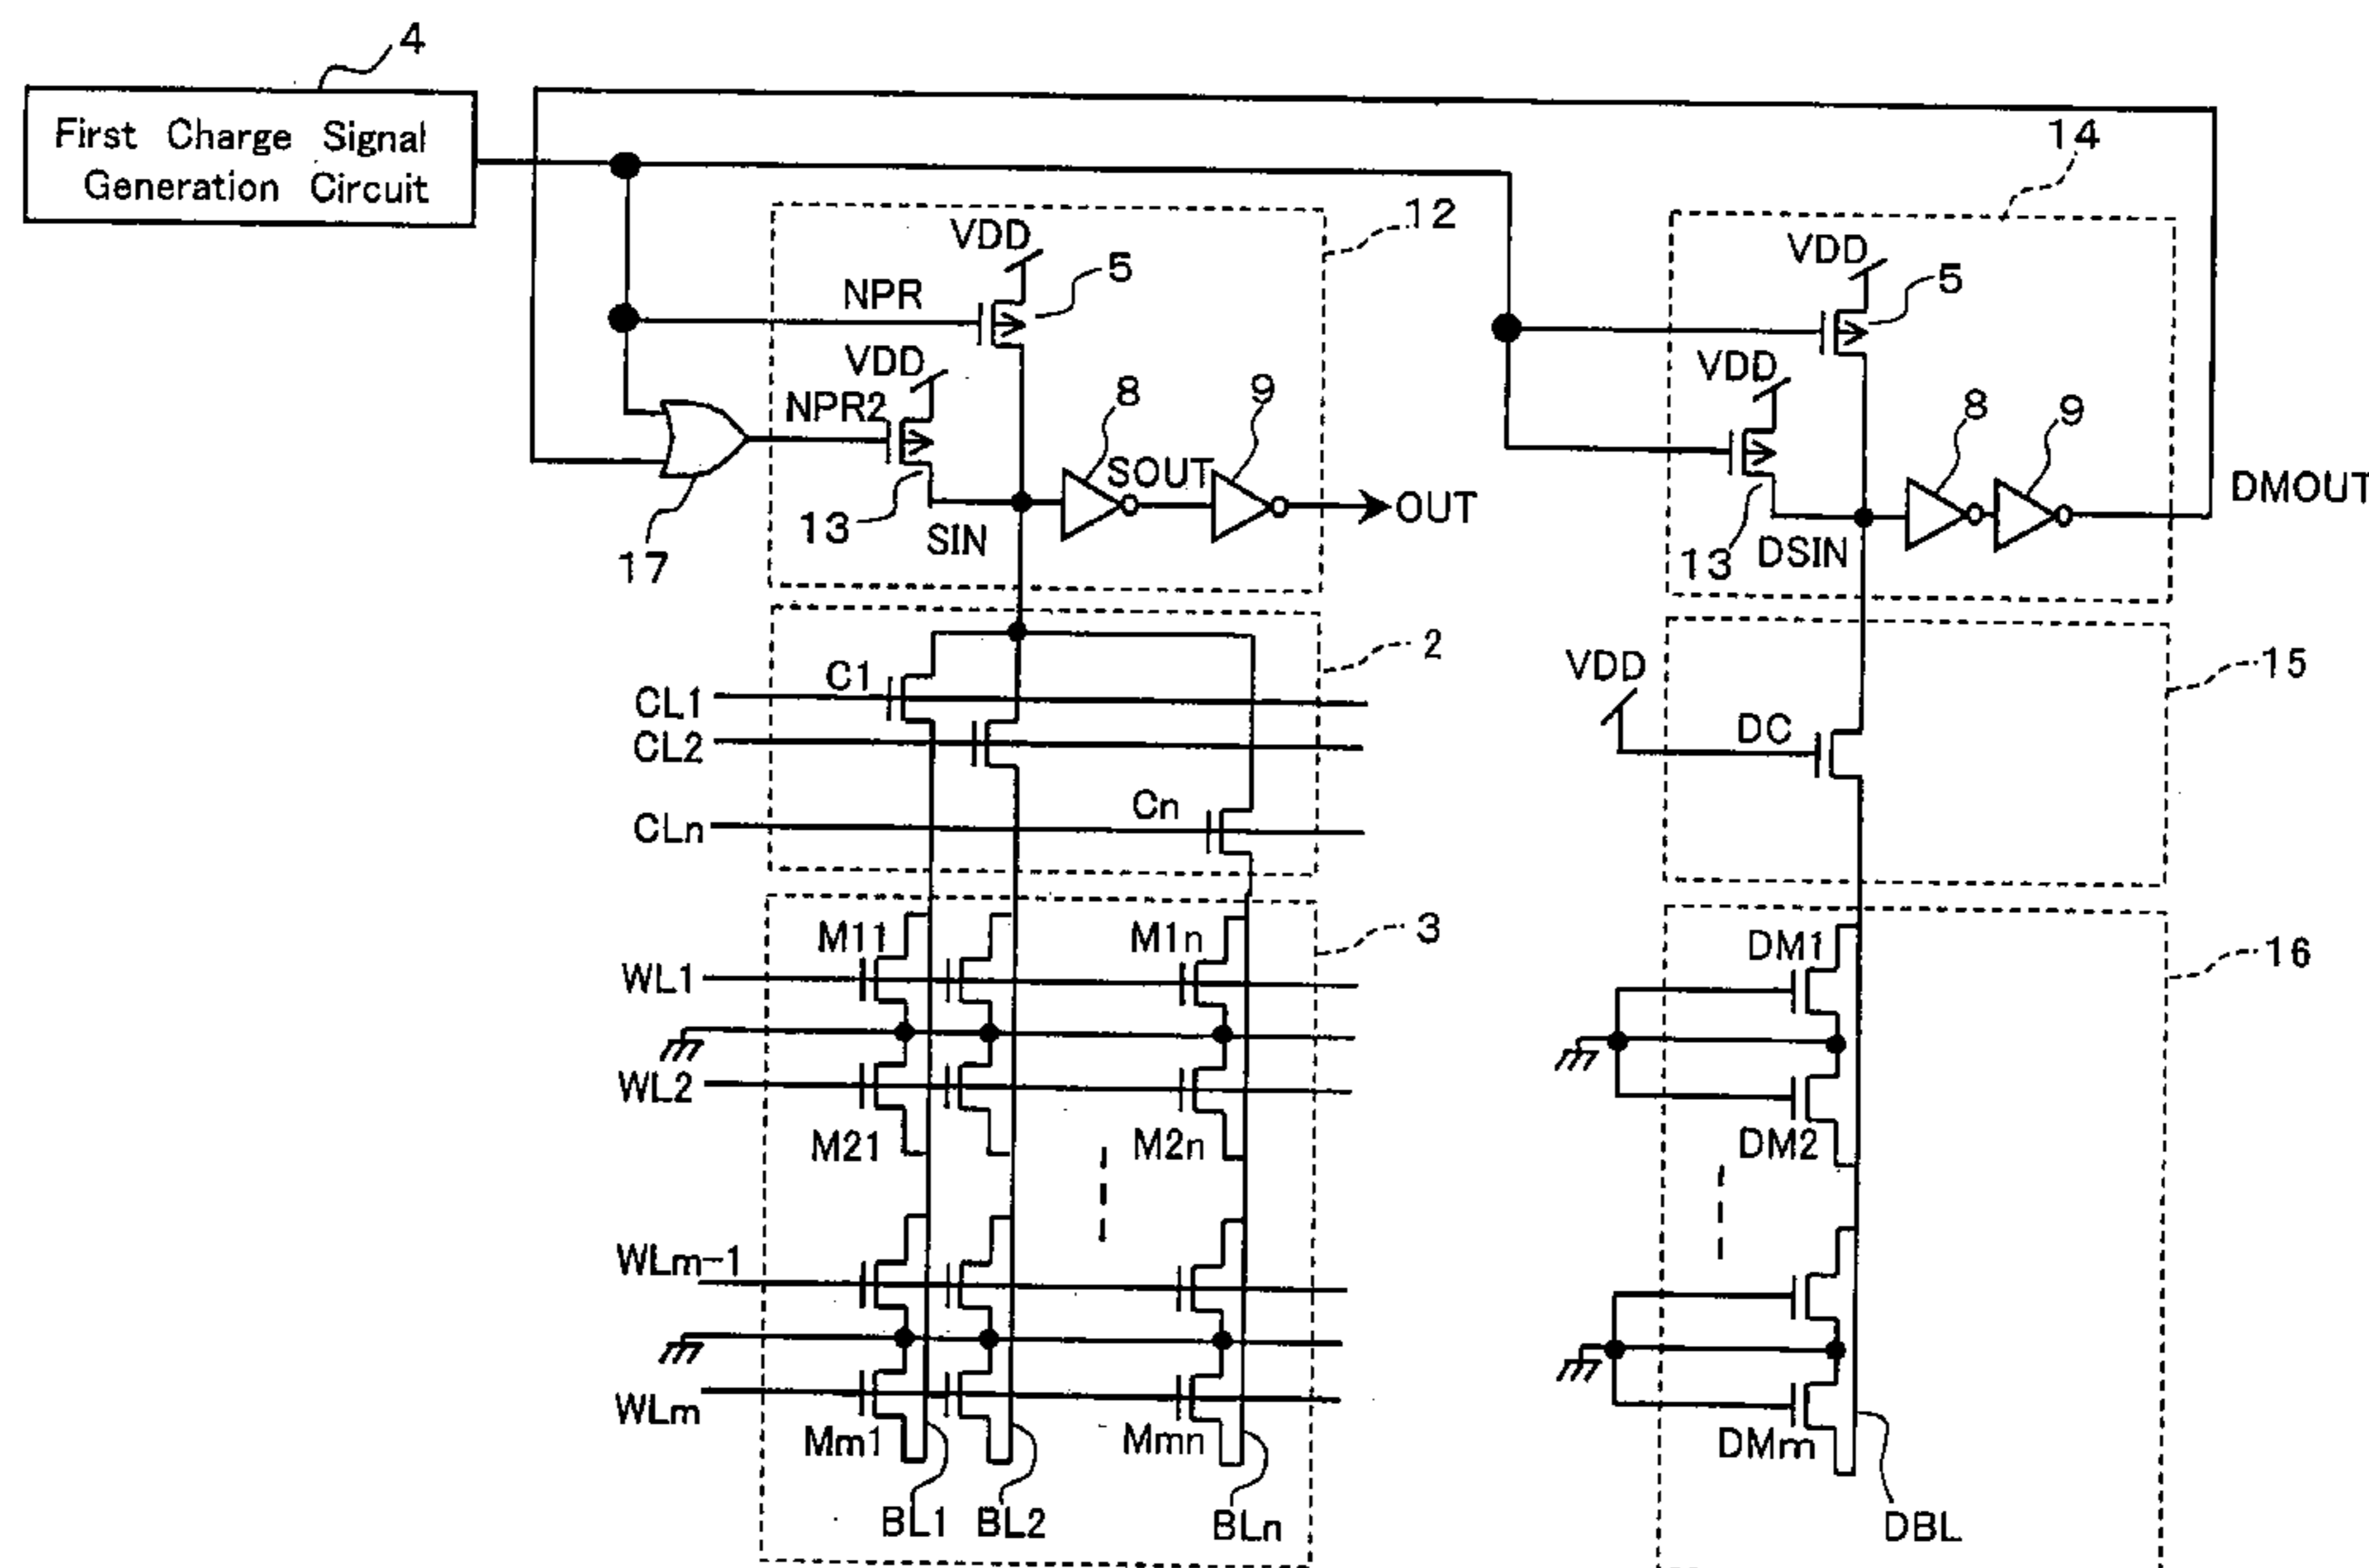 4
First Charge Signal
Generation Circuit
14
12
VDD
5
NPR
VDD
NPR2
8
9
SOUT
OUT
13
SIN
17
VDD
5
VDD
8
9
DMOUT
13
DSIN
2
C1
CL1
CL2
Cn
CLn
VDD
15
DC
3
M11
M1n
WL1
WL2
M21
M2n
WLm-1
WLm
Mm1
Mmn
BL1
BL2
BLn
16
DM1
DM2
DMm
DBL